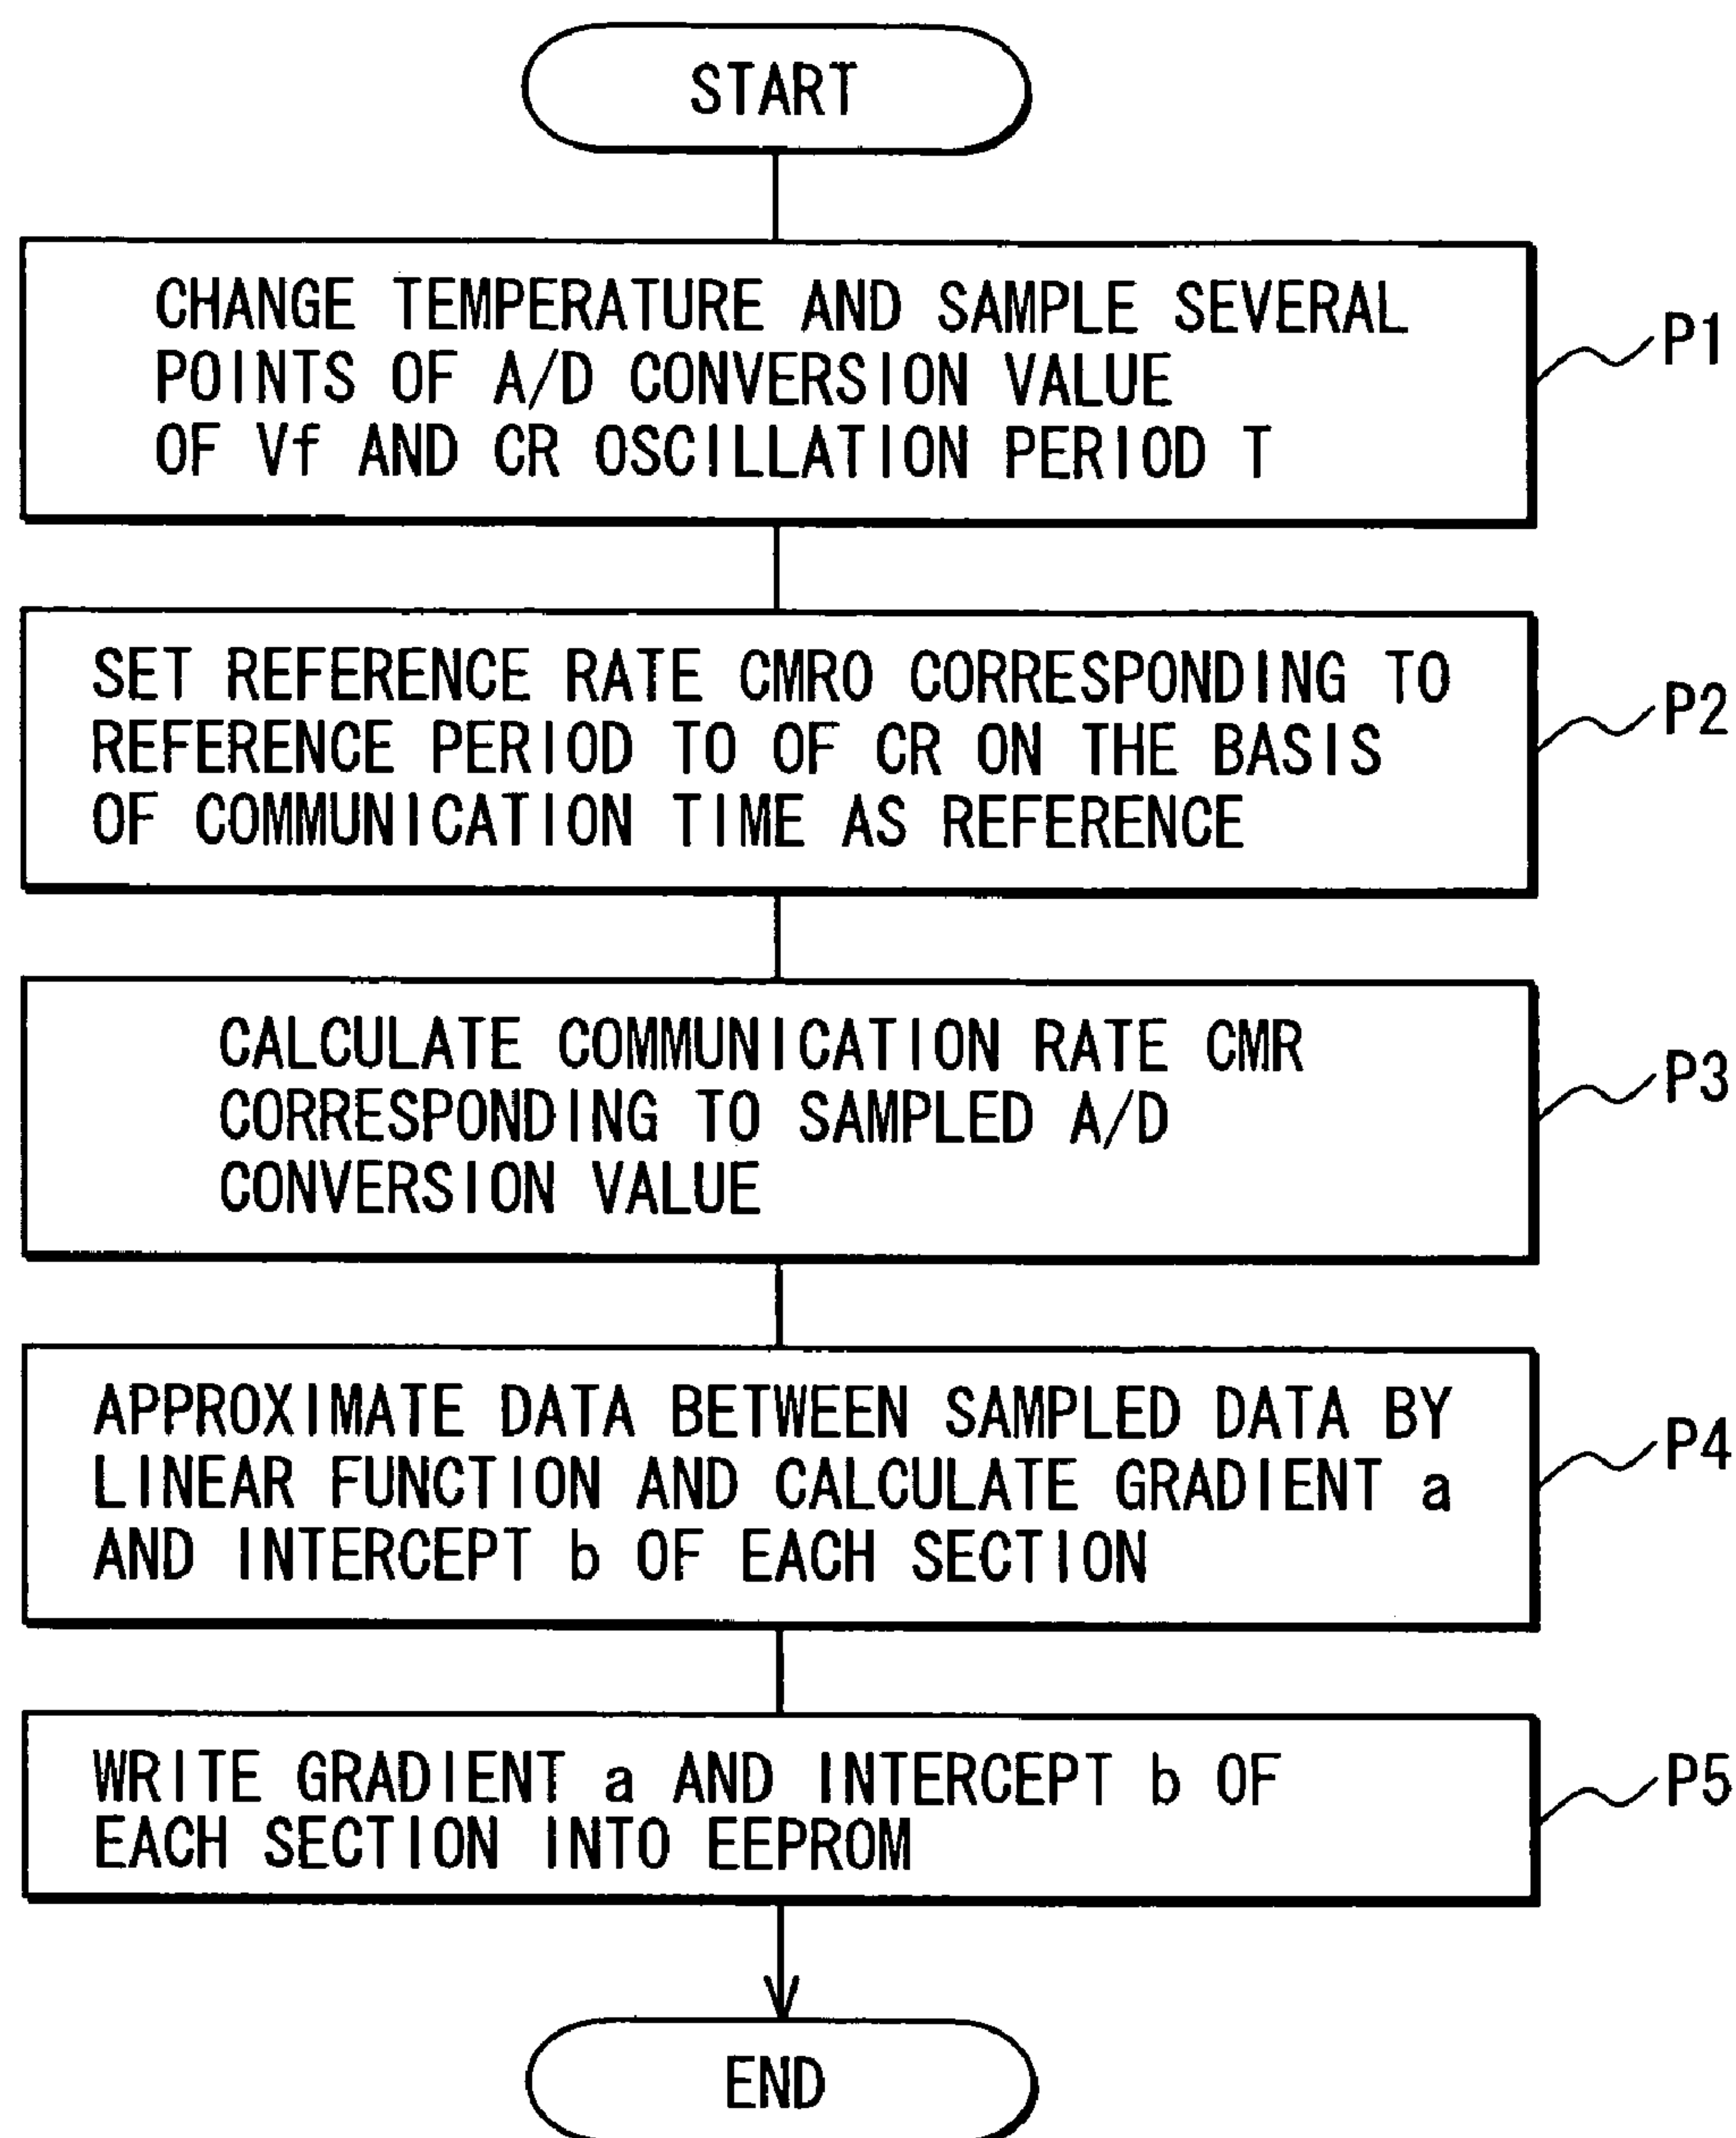 START
CHANGE TEMPERATURE AND SAMPLE SEVERAL
POINTS OF A/D CONVERSION VALUE
OF Vf AND CR OSCILLATION PERIOD T
P1
SET REFERENCE RATE CMR0 CORRESPONDING TO
REFERENCE PERIOD T0 OF CR ON THE BASIS
OF COMMUNICATION TIME AS REFERENCE
P2
CALCULATE COMMUNICATION RATE CMR
CORRESPONDING TO SAMPLED A/D
CONVERSION VALUE
P3
APPROXIMATE DATA BETWEEN SAMPLED DATA BY
LINEAR FUNCTION AND CALCULATE GRADIENT a
AND INTERCEPT b OF EACH SECTION
P4
WRITE GRADIENT a AND INTERCEPT b OF
EACH SECTION INTO EEPROM
P5
END